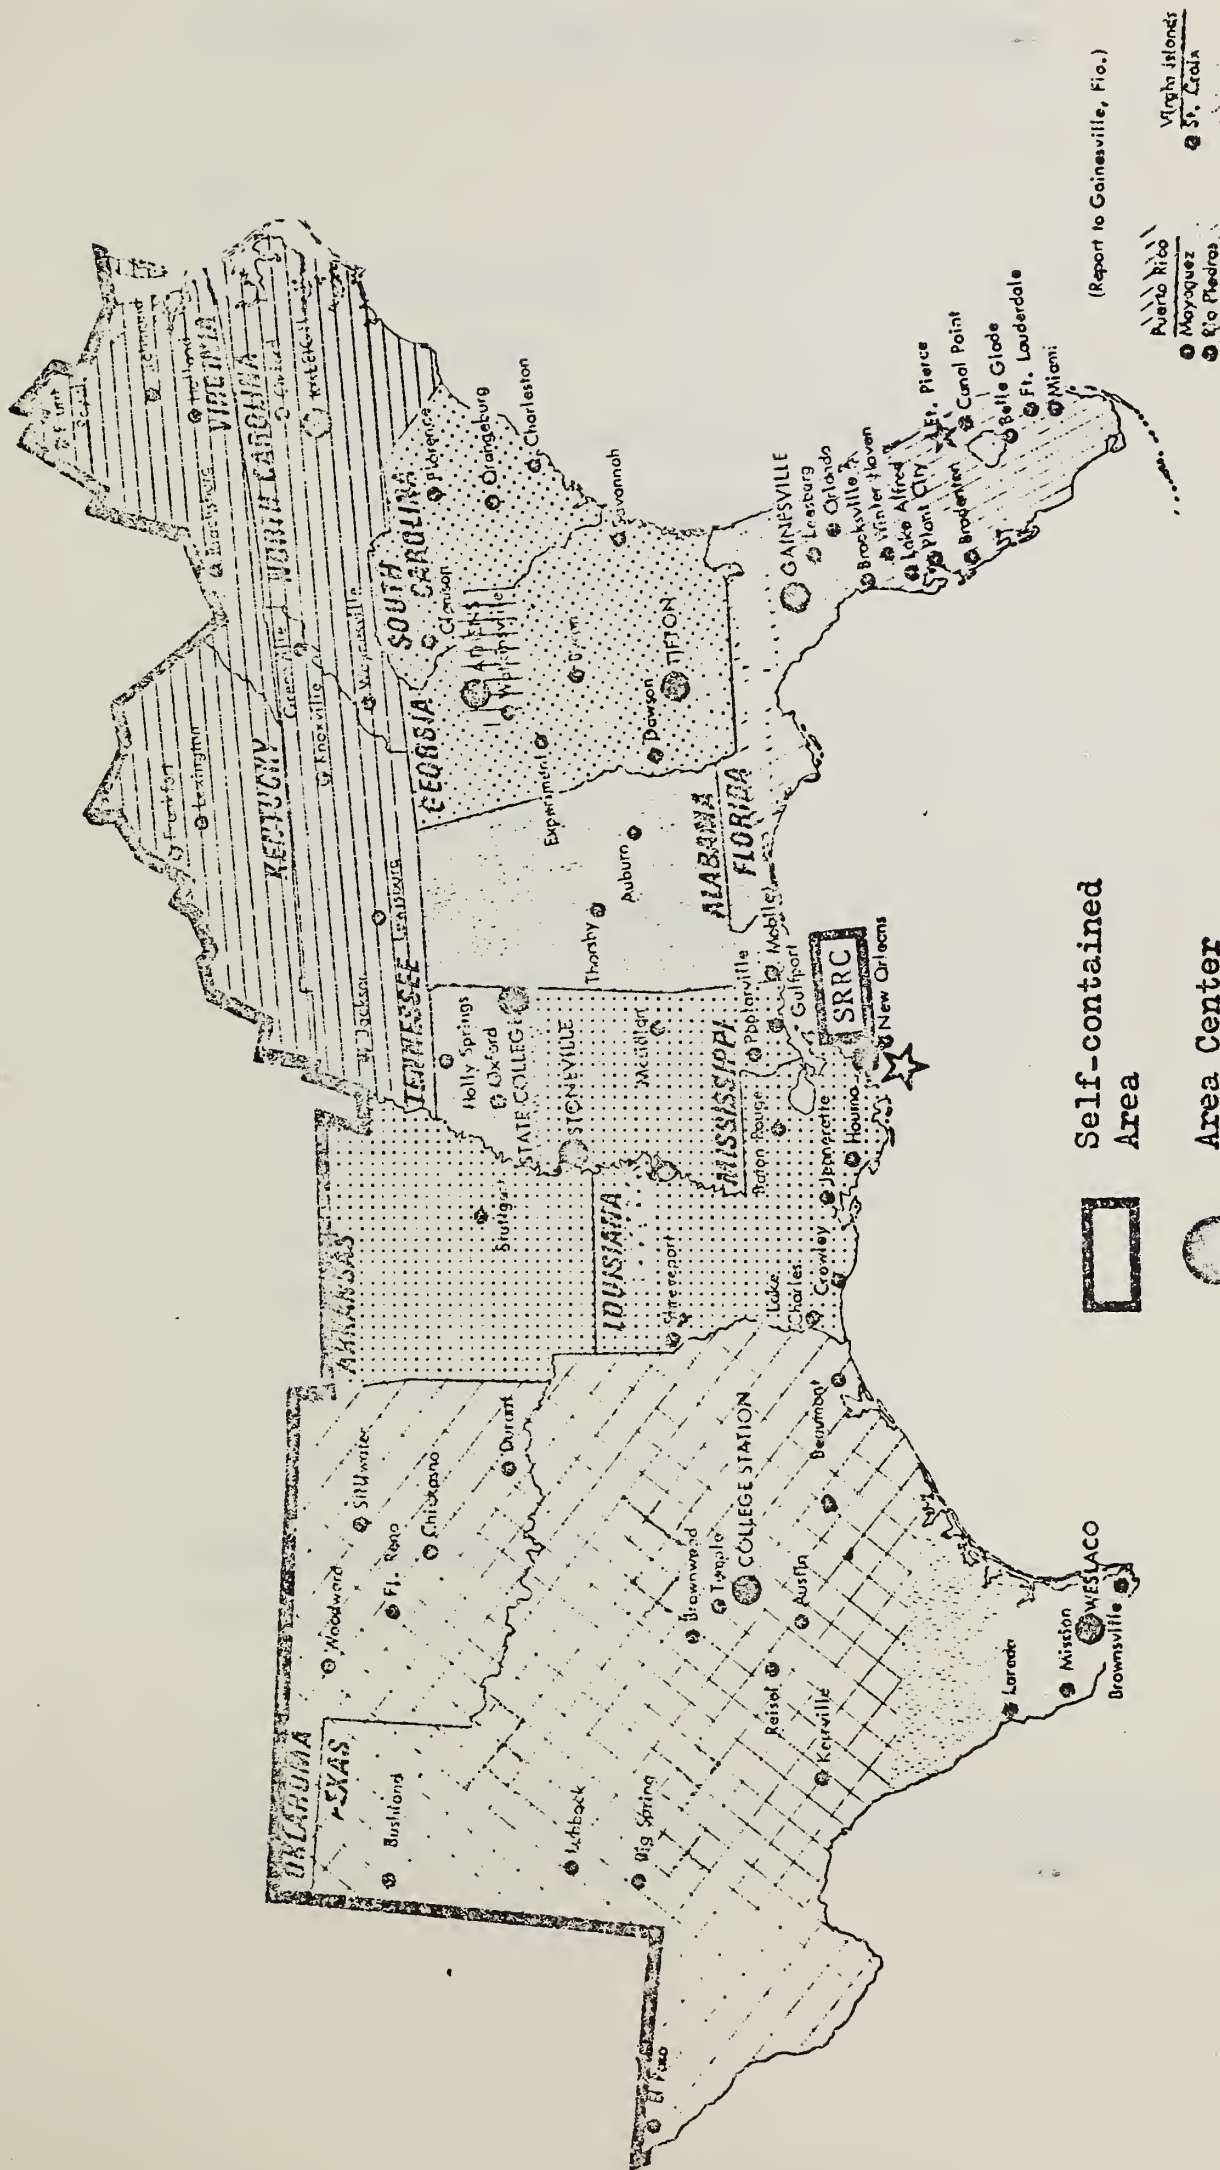 OKLAHOMA
TEXAS
Bushland
Lubbock
Big Spring
Woodward
Ft. Reno
Stillwater
Chickasha
Durant
Brownwood
Temple
COLLEGE STATION
Reisel
Austin
Kerrville
Beaumont
Laredo
Mission
WESLACO
Brownsville
ARKANSAS
Stuttgart
LOUISIANA
Shreveport
Lake
Charles
Crowley
Jeanerette
Houma
Baton Rouge
New Orleans
SRRC
MISSISSIPPI
Holly Springs
Oxford
STATE COLLEGE
STONEVILLE
Meridian
Poplarville
Gulfport
TENNESSEE
Jackson
Lewisburg
Knoxville
Greeneville
KENTUCKY
Frankfort
Lexington
ALABAMA
Thorsby
Auburn
Mobile
FLORIDA
GEORGIA
ATHENS
Watkinsville
Experiment
Byron
Dawson
TIFTON
Savannah
SOUTH
CAROLINA
Clemson
Florence
Orangeburg
Charleston
NORTH CAROLINA
Waynesville
VIRGINIA
Holland
GAINESVILLE
Leesburg
Orlando
Brooksville
Winter Haven
Lake Alfred
Plant City
Bradenton
Ft. Pierce
Canal Point
Belle Glade
Ft. Lauderdale
Miami
(Report to Gainesville, Fla.)
Puerto Rico
Mayaguez
Rio Piedras
Virgin Islands
St. Croix
Self-contained
Area
Area Center